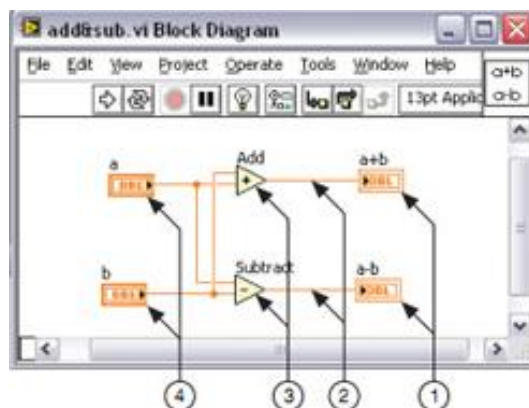 add&sub.vi Block Diagram
File Edit View Project Operate Tools Window Help
13pt Applic
a+b
a-b
a
Add
a+b
DBL
DBL
b
Subtract
a-b
DBL
DBL
4 3 2 1